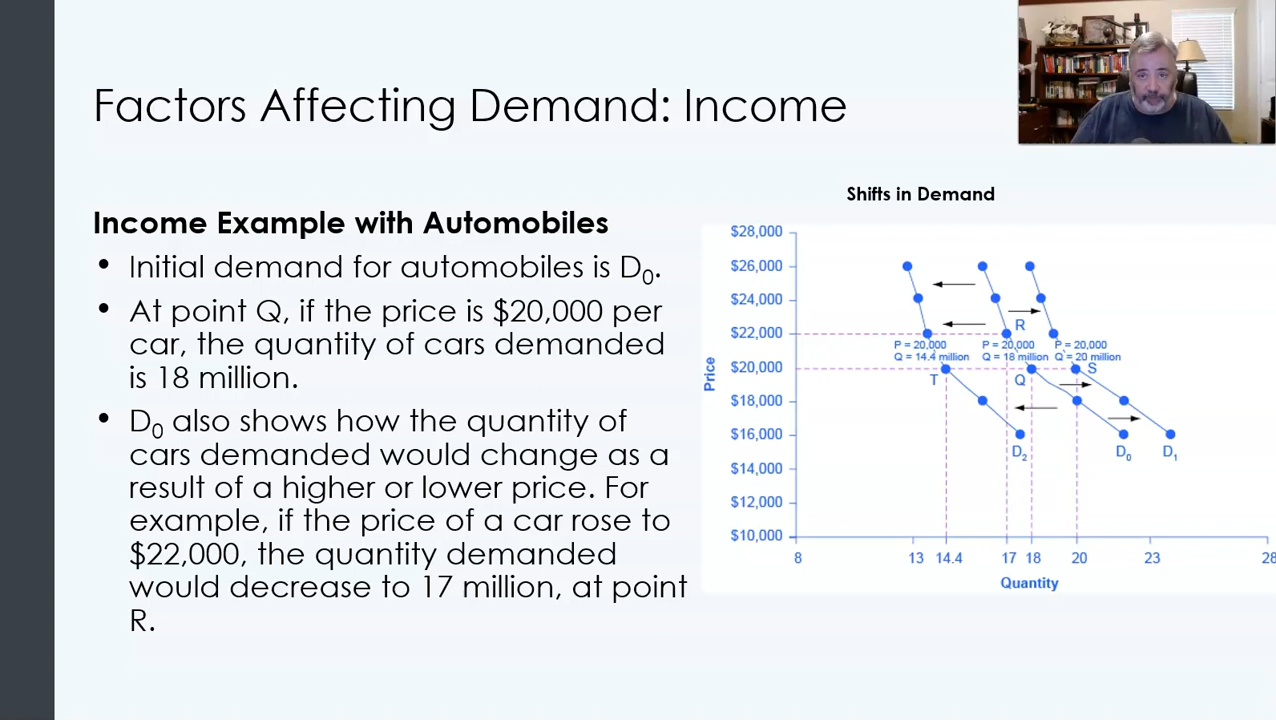 Factors Affecting Demand: Income
Income Example with Automobiles
• Initial demand for automobiles is D₀.
• At point Q, if the price is $20,000 per
car, the quantity of cars demanded
is 18 million.
• D₀ also shows how the quantity of
cars demanded would change as a
result of a higher or lower price. For
example, if the price of a car rose to
$22,000, the quantity demanded
would decrease to 17 million, at point
R.
Shifts in Demand
$28,000
$26,000
$24,000
$22,000
$20,000
$18,000
$16,000
$14,000
$12,000
$10,000
Price
R
P = 20,000
Q = 14.4 million
P = 20,000
Q = 18 million
P = 20,000
Q = 20 million
T
Q
S
D₂
D₀
D₁
8 13 14.4 17 18 20 23 28
Quantity